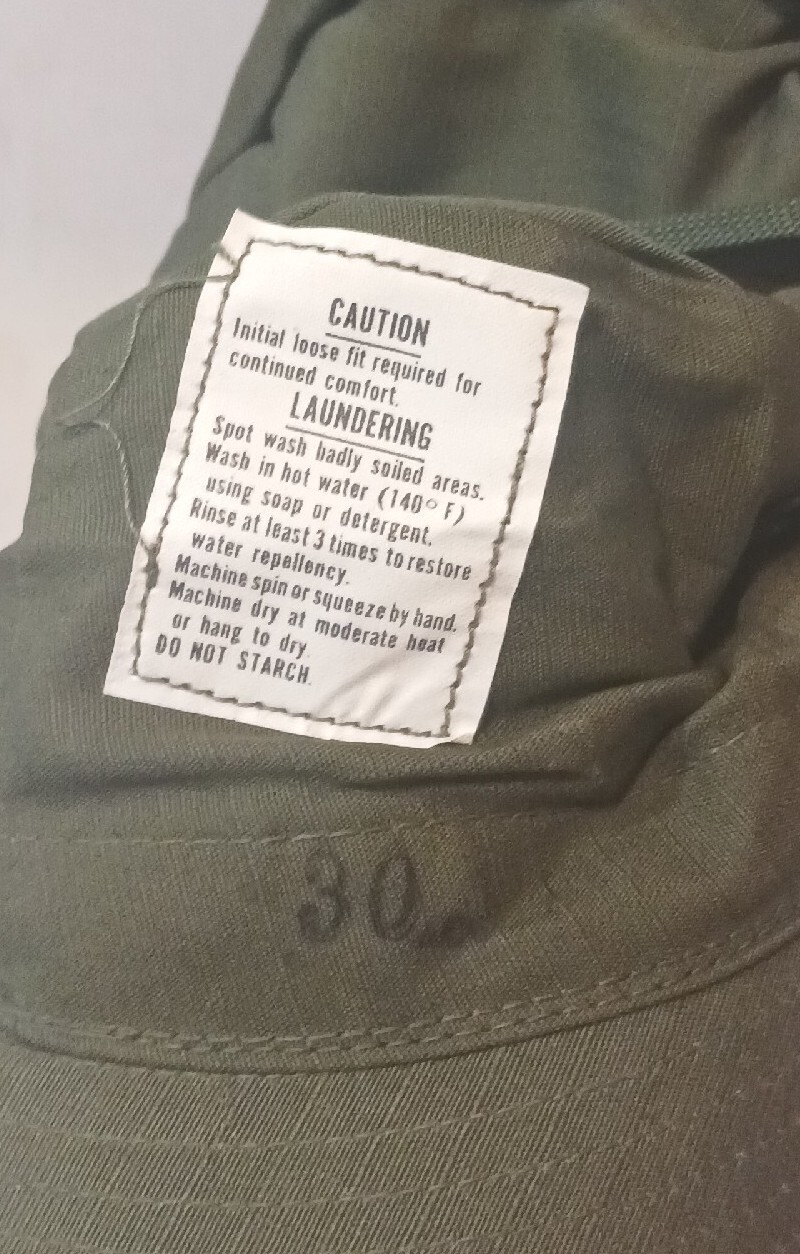 CAUTION
Initial loose fit required for
continued comfort.
LAUNDERING
Spot wash badly soiled areas.
Wash in hot water (140° F)
using soap or detergent.
Rinse at least 3 times to restore
water repellency.
Machine spin or squeeze by hand.
Machine dry at moderate heat
or hang to dry.
DO NOT STARCH.
30